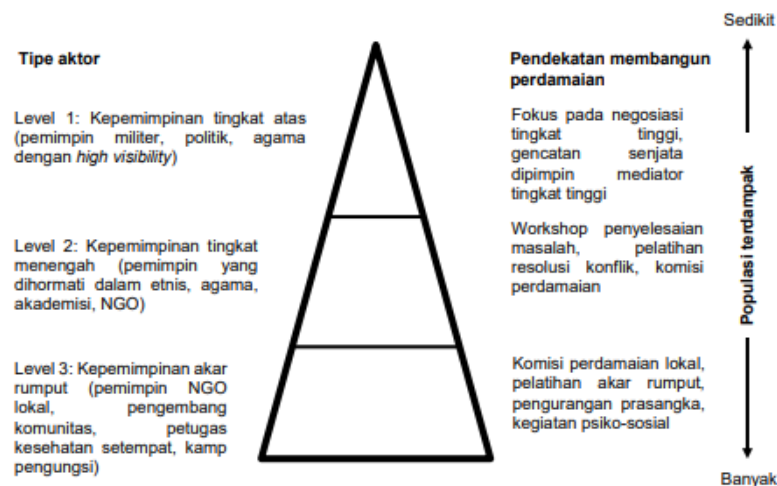 Sedikit
Tipe aktor
Pendekatan membangun
perdamaian
Level 1: Kepemimpinan tingkat atas
(pemimpin militer, politik, agama
dengan high visibility)
Fokus pada negosiasi
tingkat tinggi,
gencatan senjata
dipimpin mediator
tingkat tinggi
Level 2: Kepemimpinan tingkat
menengah (pemimpin yang
dihormati dalam etnis, agama,
akademisi, NGO)
Workshop penyelesaian
masalah, pelatihan
resolusi konflik, komisi
perdamaian
Populasi terdampak
Level 3: Kepemimpinan akar
rumput (pemimpin NGO
lokal, pengembang
komunitas, petugas
kesehatan setempat, kamp
pengungsi)
Komisi perdamaian lokal,
pelatihan akar rumput,
pengurangan prasangka,
kegiatan psiko-sosial
Banyak